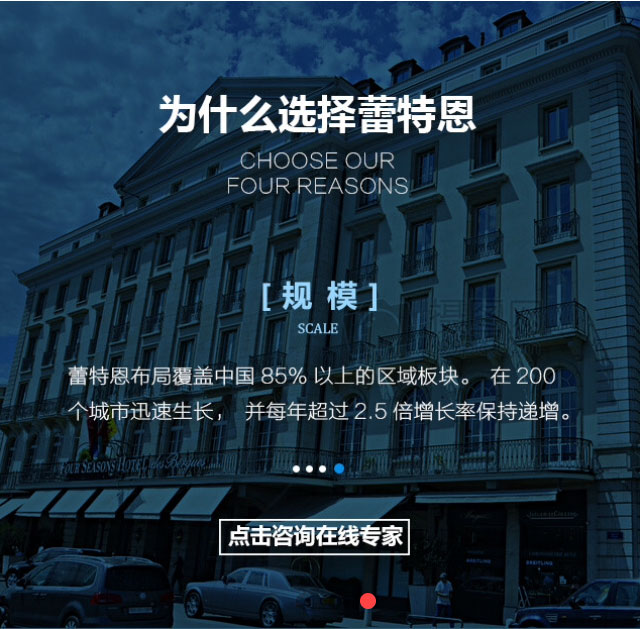 为什么选择蕾特恩
CHOOSE OUR
FOUR REASONS
[ 规 模 ]
SCALE
蕾特恩布局覆盖中国 85% 以上的区域板块。 在 200
个城市迅速生长， 并每年超过 2.5 倍增长率保持递增。
FOUR SEASONS HOTEL des Bergues
点击咨询在线专家